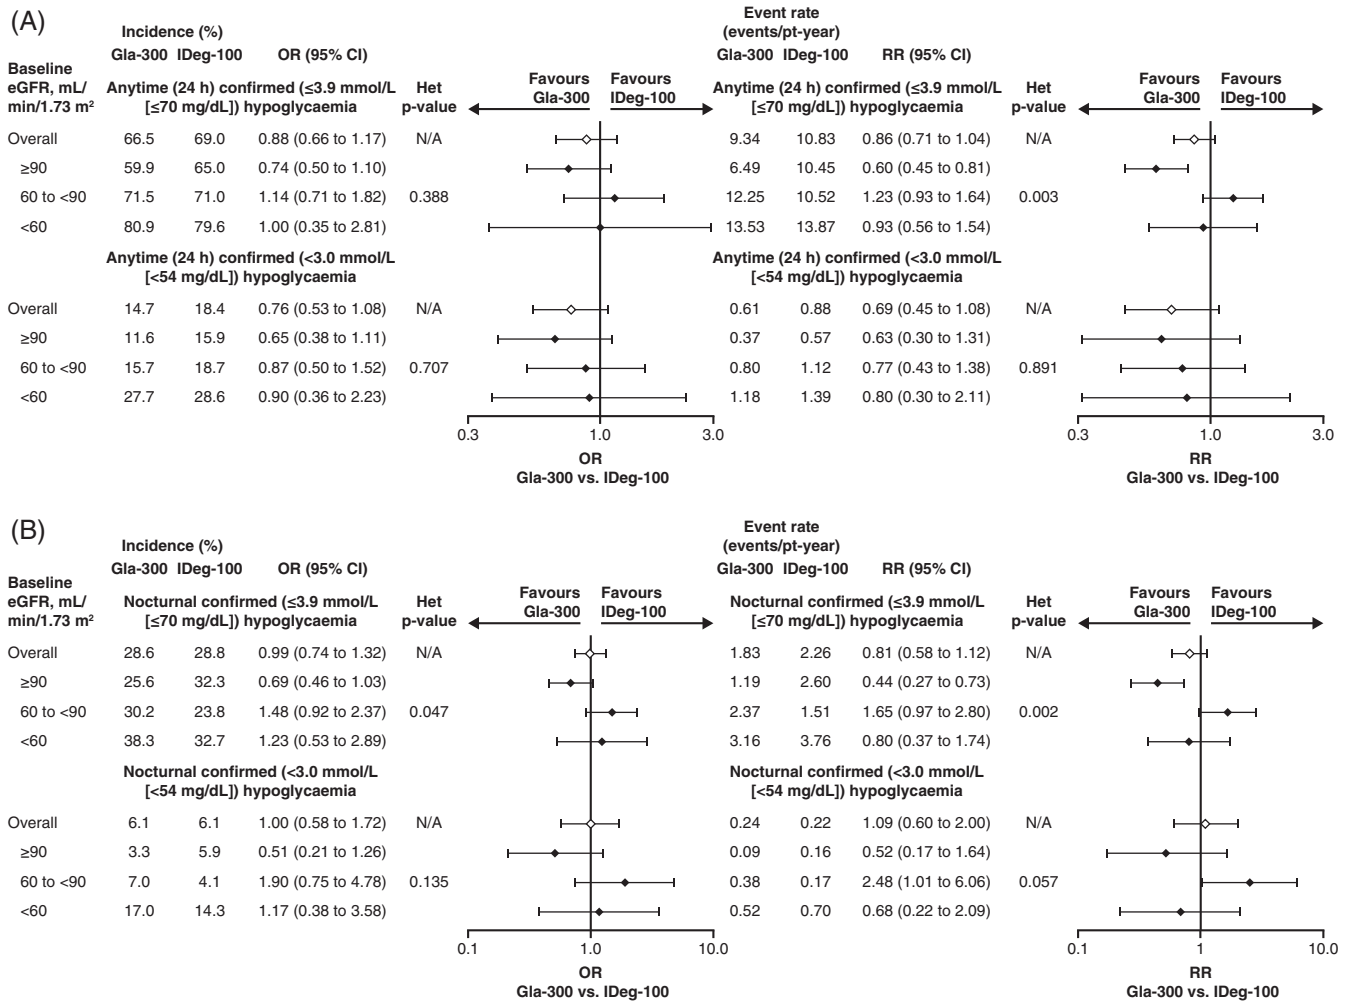 (A)
Incidence (%)
Gla-300 IDeg-100 OR (95% CI)
Event rate
(events/pt-year)
Gla-300 IDeg-100 RR (95% CI)
Baseline
eGFR, mL/
min/1.73 m²
Anytime (24 h) confirmed (≤3.9 mmol/L
[≤70 mg/dL]) hypoglycaemia
Het
p-value
Favours
Gla-300
Favours
IDeg-100
Anytime (24 h) confirmed (≤3.9 mmol/L
[≤70 mg/dL]) hypoglycaemia
Het
p-value
Favours
Gla-300
Favours
IDeg-100
Overall 66.5 69.0 0.88 (0.66 to 1.17) N/A 9.34 10.83 0.86 (0.71 to 1.04) N/A
≥90 59.9 65.0 0.74 (0.50 to 1.10) 6.49 10.45 0.60 (0.45 to 0.81)
60 to <90 71.5 71.0 1.14 (0.71 to 1.82) 0.388 12.25 10.52 1.23 (0.93 to 1.64) 0.003
<60 80.9 79.6 1.00 (0.35 to 2.81) 13.53 13.87 0.93 (0.56 to 1.54)
Anytime (24 h) confirmed (<3.0 mmol/L
[<54 mg/dL]) hypoglycaemia
Anytime (24 h) confirmed (<3.0 mmol/L
[<54 mg/dL]) hypoglycaemia
Overall 14.7 18.4 0.76 (0.53 to 1.08) N/A 0.61 0.88 0.69 (0.45 to 1.08) N/A
≥90 11.6 15.9 0.65 (0.38 to 1.11) 0.37 0.57 0.63 (0.30 to 1.31)
60 to <90 15.7 18.7 0.87 (0.50 to 1.52) 0.707 0.80 1.12 0.77 (0.43 to 1.38) 0.891
<60 27.7 28.6 0.90 (0.36 to 2.23) 1.18 1.39 0.80 (0.30 to 2.11)
0.3 1.0 3.0 0.3 1.0 3.0
OR
Gla-300 vs. IDeg-100
RR
Gla-300 vs. IDeg-100
(B)
Incidence (%)
Gla-300 IDeg-100 OR (95% CI)
Event rate
(events/pt-year)
Gla-300 IDeg-100 RR (95% CI)
Baseline
eGFR, mL/
min/1.73 m²
Nocturnal confirmed (≤3.9 mmol/L
[≤70 mg/dL]) hypoglycaemia
Het
p-value
Favours
Gla-300
Favours
IDeg-100
Nocturnal confirmed (≤3.9 mmol/L
[≤70 mg/dL]) hypoglycaemia
Het
p-value
Favours
Gla-300
Favours
IDeg-100
Overall 28.6 28.8 0.99 (0.74 to 1.32) N/A 1.83 2.26 0.81 (0.58 to 1.12) N/A
≥90 25.6 32.3 0.69 (0.46 to 1.03) 1.19 2.60 0.44 (0.27 to 0.73)
60 to <90 30.2 23.8 1.48 (0.92 to 2.37) 0.047 2.37 1.51 1.65 (0.97 to 2.80) 0.002
<60 38.3 32.7 1.23 (0.53 to 2.89) 3.16 3.76 0.80 (0.37 to 1.74)
Nocturnal confirmed (<3.0 mmol/L
[<54 mg/dL]) hypoglycaemia
Nocturnal confirmed (<3.0 mmol/L
[<54 mg/dL]) hypoglycaemia
Overall 6.1 6.1 1.00 (0.58 to 1.72) N/A 0.24 0.22 1.09 (0.60 to 2.00) N/A
≥90 3.3 5.9 0.51 (0.21 to 1.26) 0.09 0.16 0.52 (0.17 to 1.64)
60 to <90 7.0 4.1 1.90 (0.75 to 4.78) 0.135 0.38 0.17 2.48 (1.01 to 6.06) 0.057
<60 17.0 14.3 1.17 (0.38 to 3.58) 0.52 0.70 0.68 (0.22 to 2.09)
0.1 1.0 10.0 0.1 1 10.0
OR
Gla-300 vs. IDeg-100
RR
Gla-300 vs. IDeg-100